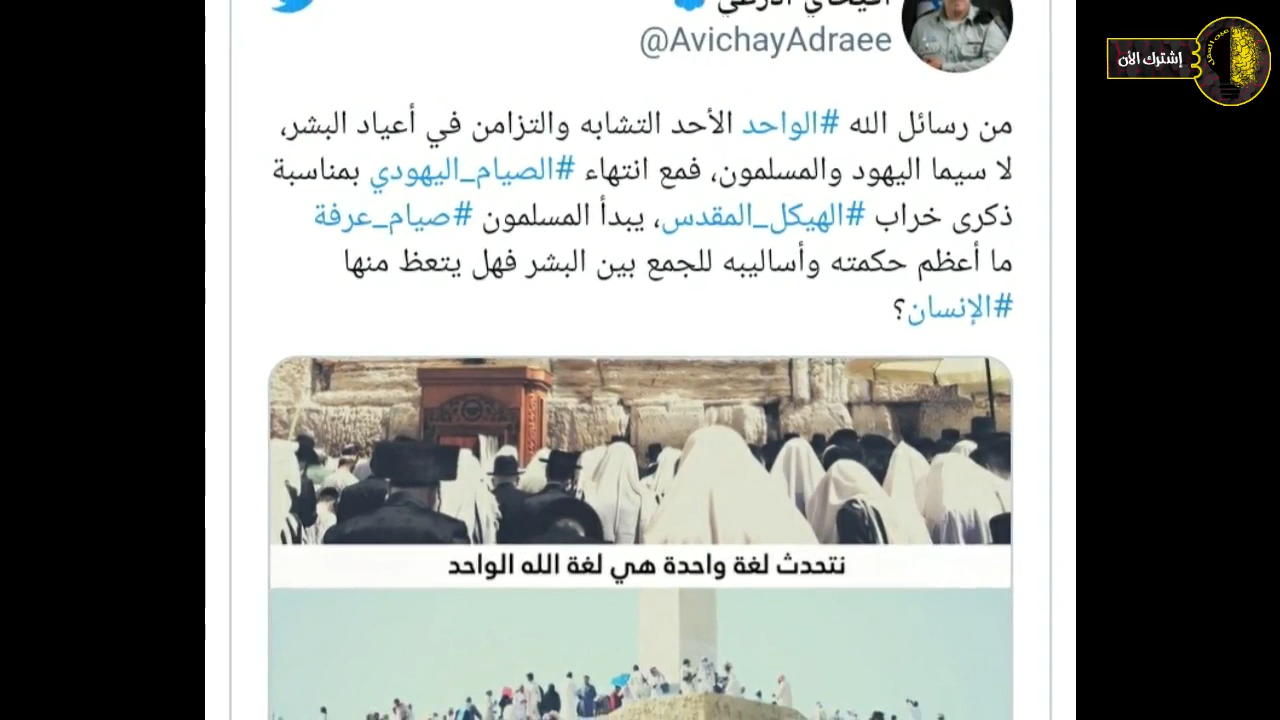 أفيخاي أدرعي
@AvichayAdraee
إشترك الأن
من رسائل الله #الواحد الأحد التشابه والتزامن في أعياد البشر،
لا سيما اليهود والمسلمون، فمع انتهاء #الصيام_اليهودي بمناسبة
ذكرى خراب #الهيكل_المقدس، يبدأ المسلمون #صيام_عرفة
ما أعظم حكمته وأساليبه للجمع بين البشر فهل يتعظ منها
#الإنسان؟
نتحدث لغة واحدة هي لغة الله الواحد